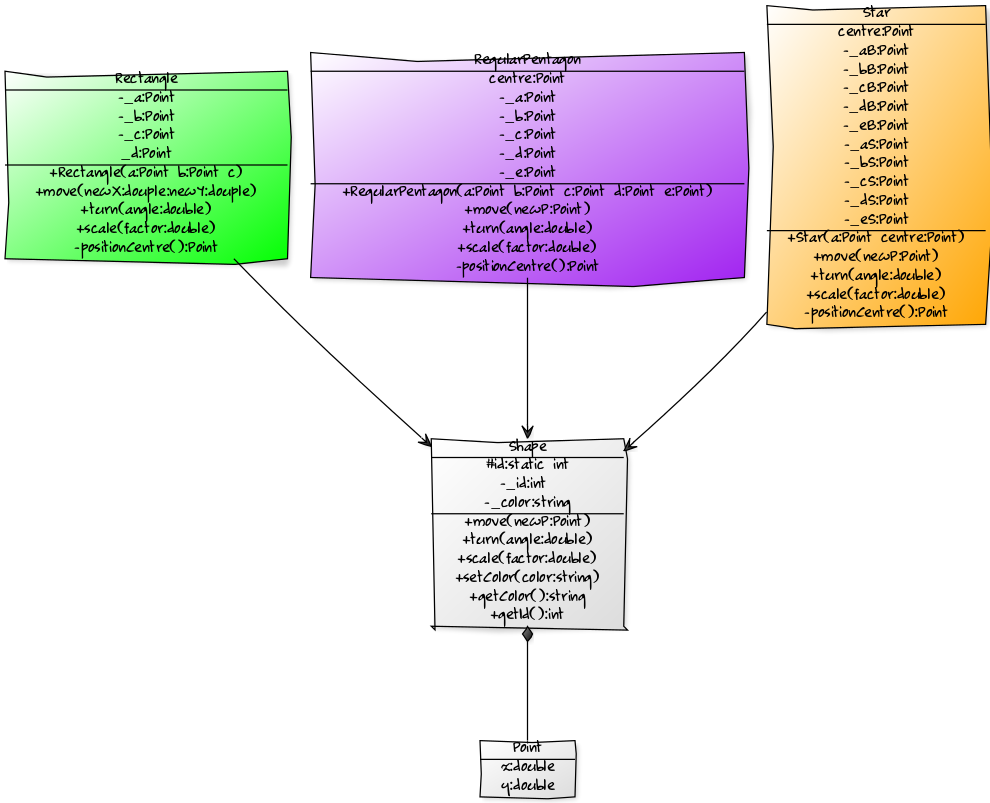 Rectangle
-_a:Point
-_b:Point
-_c:Point
_d:Point
+Rectangle(a:Point b:Point c)
+move(newX:douple:newY:douple)
+turn(angle:double)
+scale(factor:double)
-positionCentre():Point
RegularPentagon
centre:Point
-_a:Point
-_b:Point
-_c:Point
-_d:Point
-_e:Point
+RegularPentagon(a:Point b:Point c:Point d:Point e:Point)
+move(newP:Point)
+turn(angle:double)
+scale(factor:double)
-positionCentre():Point
Star
centre:Point
-_aB:Point
-_bB:Point
-_cB:Point
-_dB:Point
-_eB:Point
-_aS:Point
-_bS:Point
-_cS:Point
-_dS:Point
-_eS:Point
+Star(a:Point centre:Point)
+move(newP:Point)
+turn(angle:double)
+scale(factor:double)
-positionCentre():Point
Shape
#id:static int
-_id:int
-_color:string
+move(newP:Point)
+turn(angle:double)
+scale(factor:double)
+setColor(color:string)
+getColor():string
+getId():int
Point
x:double
y:double